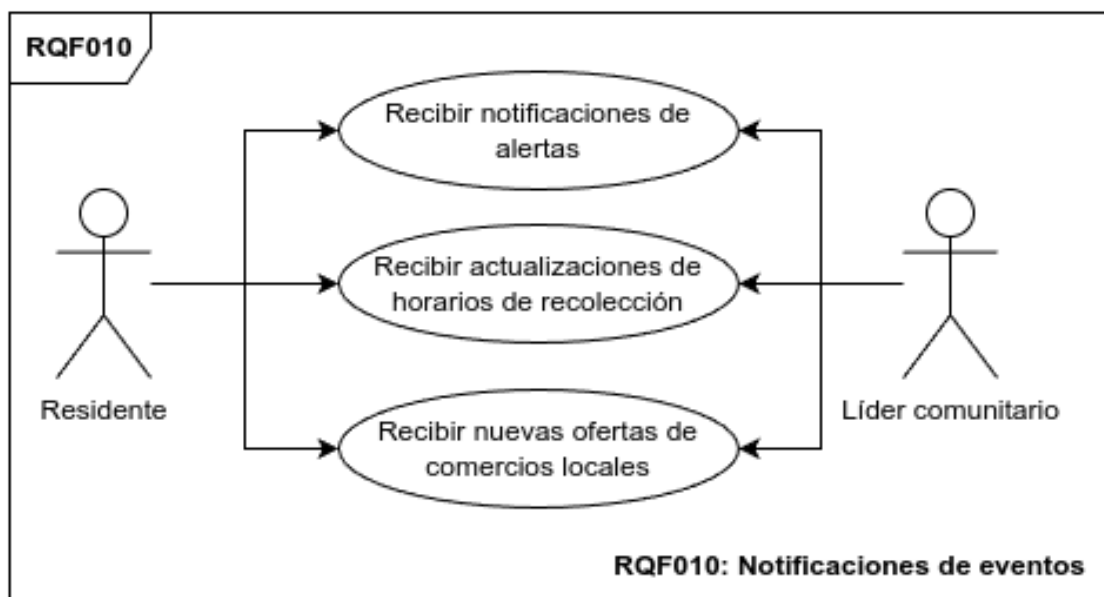 RQF010
Recibir notificaciones de
alertas
Recibir actualizaciones de
horarios de recolección
Residente
Líder comunitario
Recibir nuevas ofertas de
comercios locales
RQF010: Notificaciones de eventos